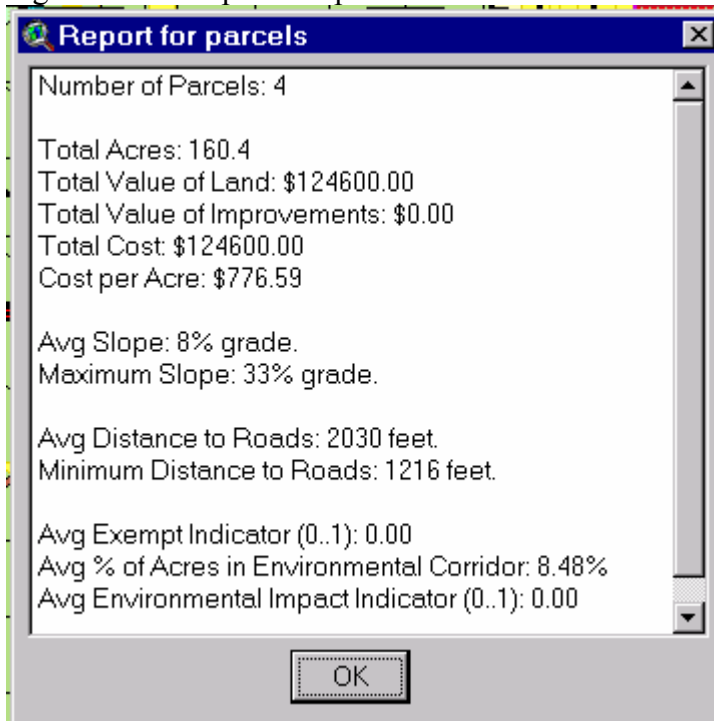 Report for parcels
Number of Parcels: 4
Total Acres: 160.4
Total Value of Land: $124600.00
Total Value of Improvements: $0.00
Total Cost: $124600.00
Cost per Acre: $776.59
Avg Slope: 8% grade.
Maximum Slope: 33% grade.
Avg Distance to Roads: 2030 feet.
Minimum Distance to Roads: 1216 feet.
Avg Exempt Indicator (0..1): 0.00
Avg % of Acres in Environmental Corridor: 8.48%
Avg Environmental Impact Indicator (0..1): 0.00
OK